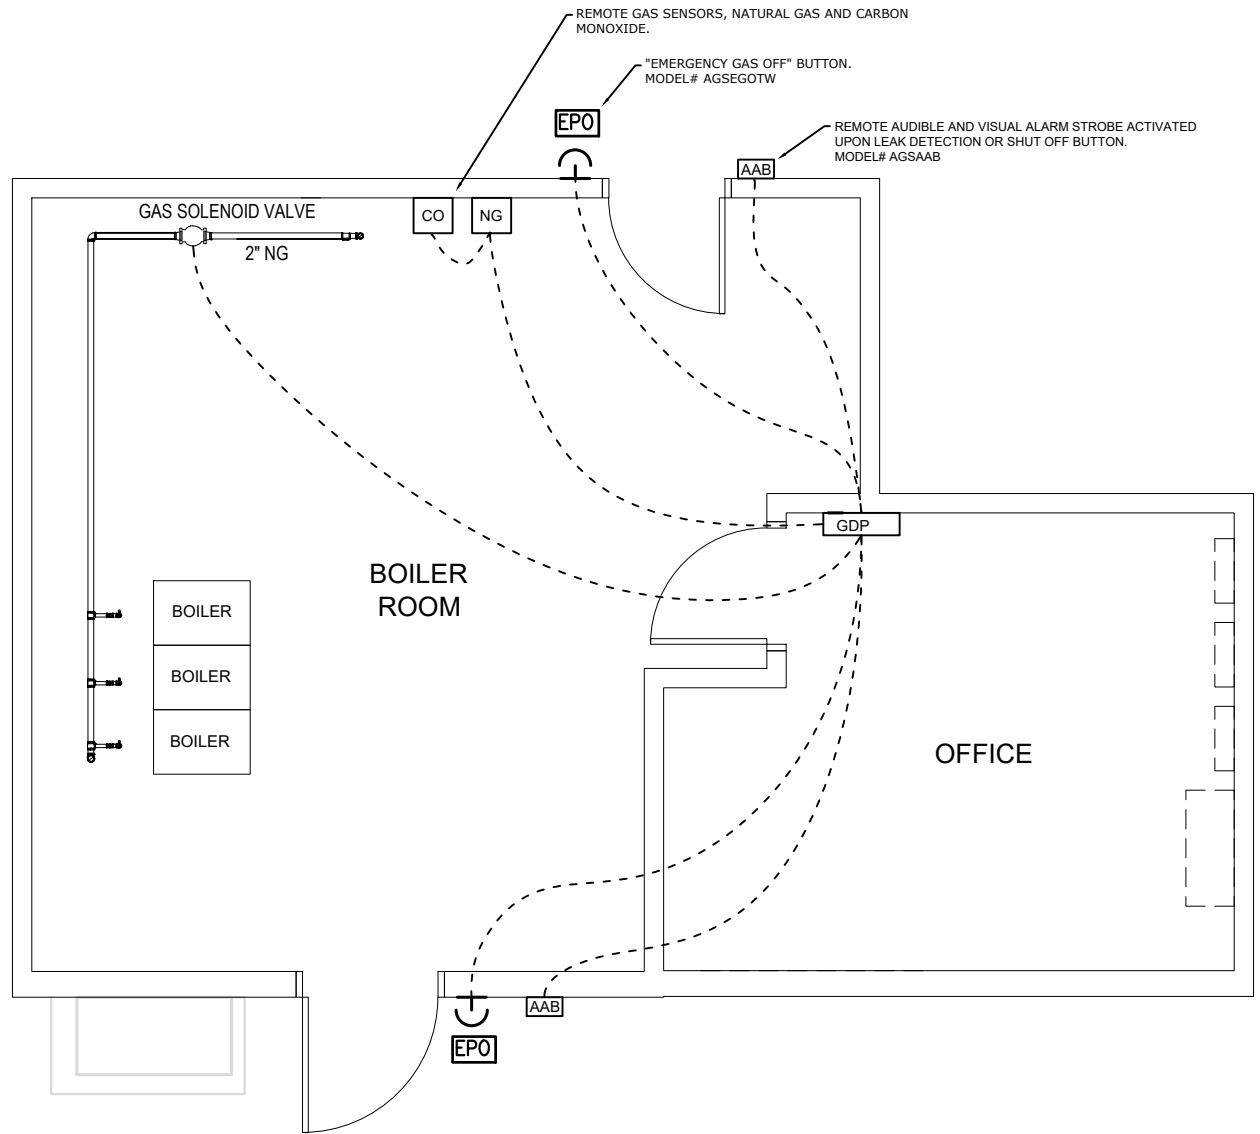 REMOTE GAS SENSORS, NATURAL GAS AND CARBON
MONOXIDE.
"EMERGENCY GAS OFF" BUTTON.
MODEL# AGSEGOTW
EPO
REMOTE AUDIBLE AND VISUAL ALARM STROBE ACTIVATED
UPON LEAK DETECTION OR SHUT OFF BUTTON.
MODEL# AGSAAB
AAB
GAS SOLENOID VALVE
CO
NG
2" NG
GDP
BOILER
ROOM
BOILER
BOILER
BOILER
OFFICE
AAB
EPO